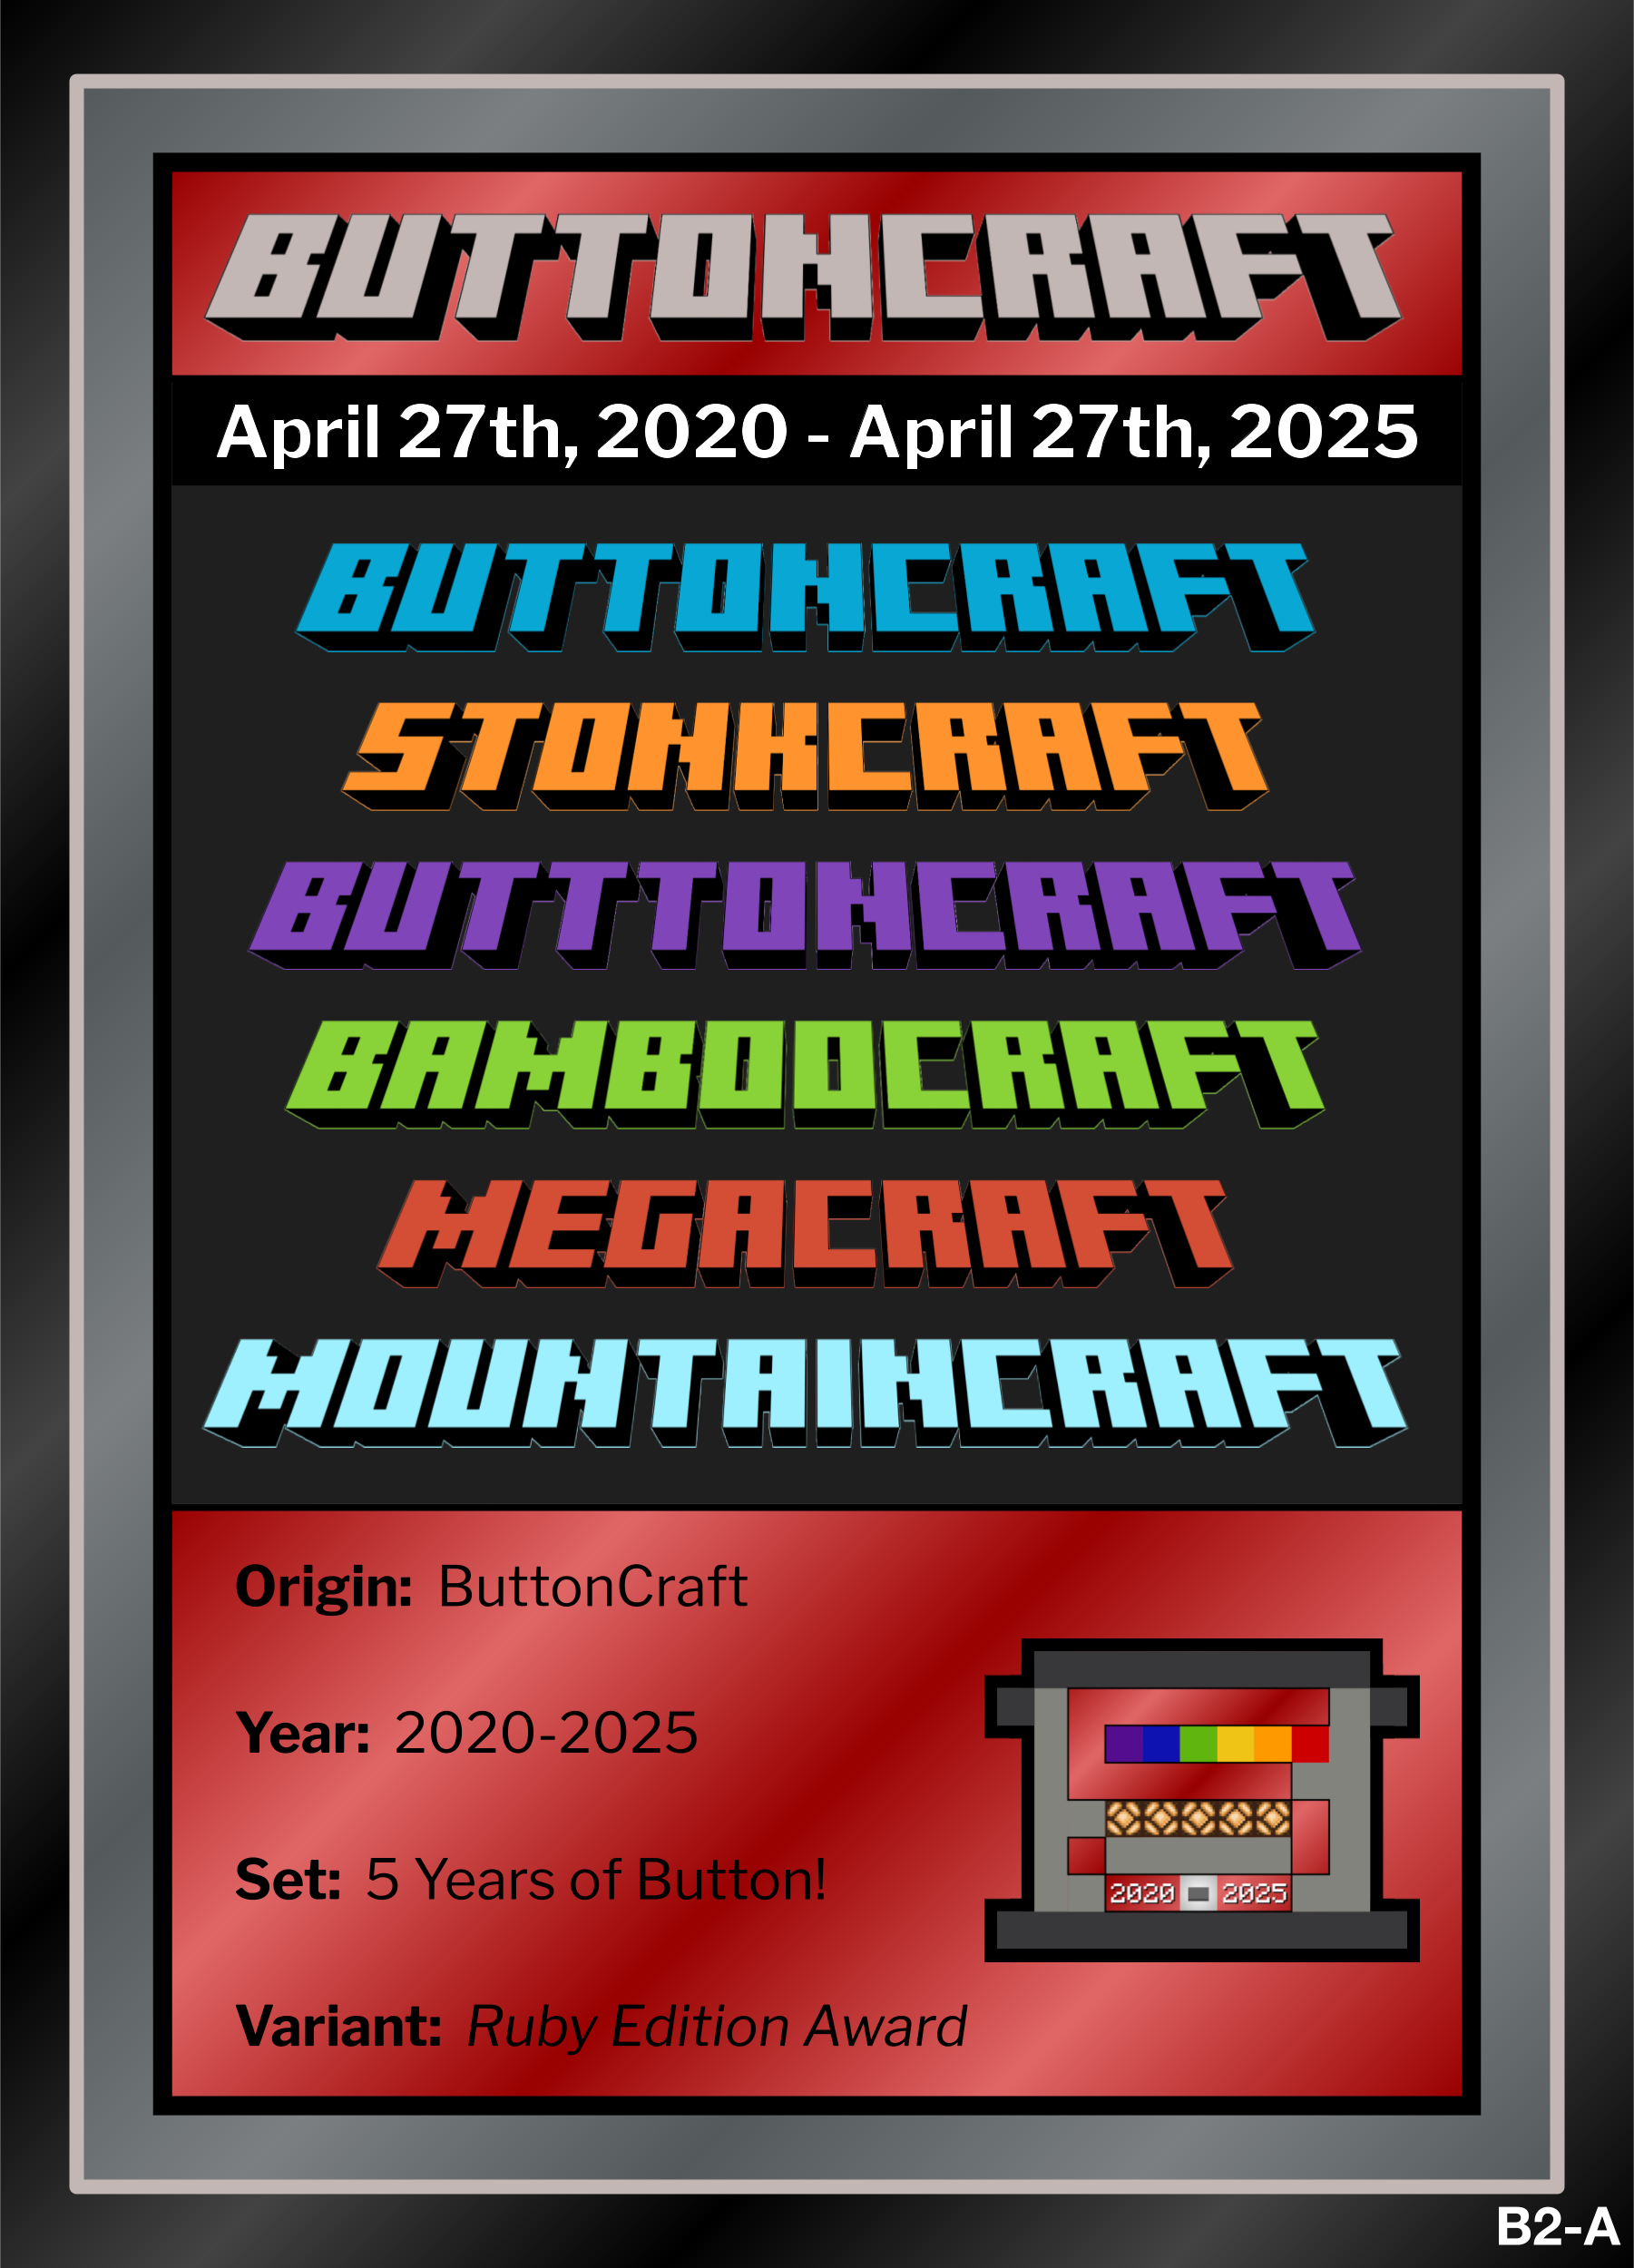 BUTTONCRAFT
April 27th, 2020 - April 27th, 2025
BUTTONCRAFT
STONKCRAFT
BUTTTONCRAFT
BAMBOOCRAFT
MEGACRAFT
MOUNTAINCRAFT
Origin: ButtonCraft
Year: 2020-2025
Set: 5 Years of Button!
2020 2025
Variant: Ruby Edition Award
B2-A